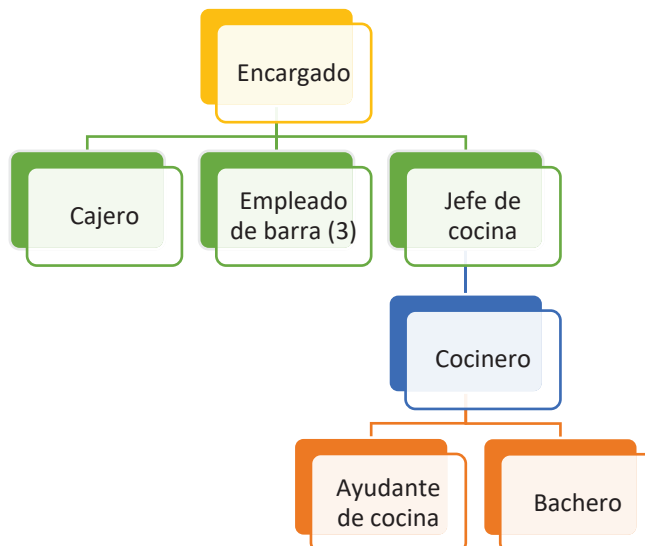 Encargado
Cajero
Empleado
de barra (3)
Jefe de
cocina
Cocinero
Ayudante
de cocina
Bachero